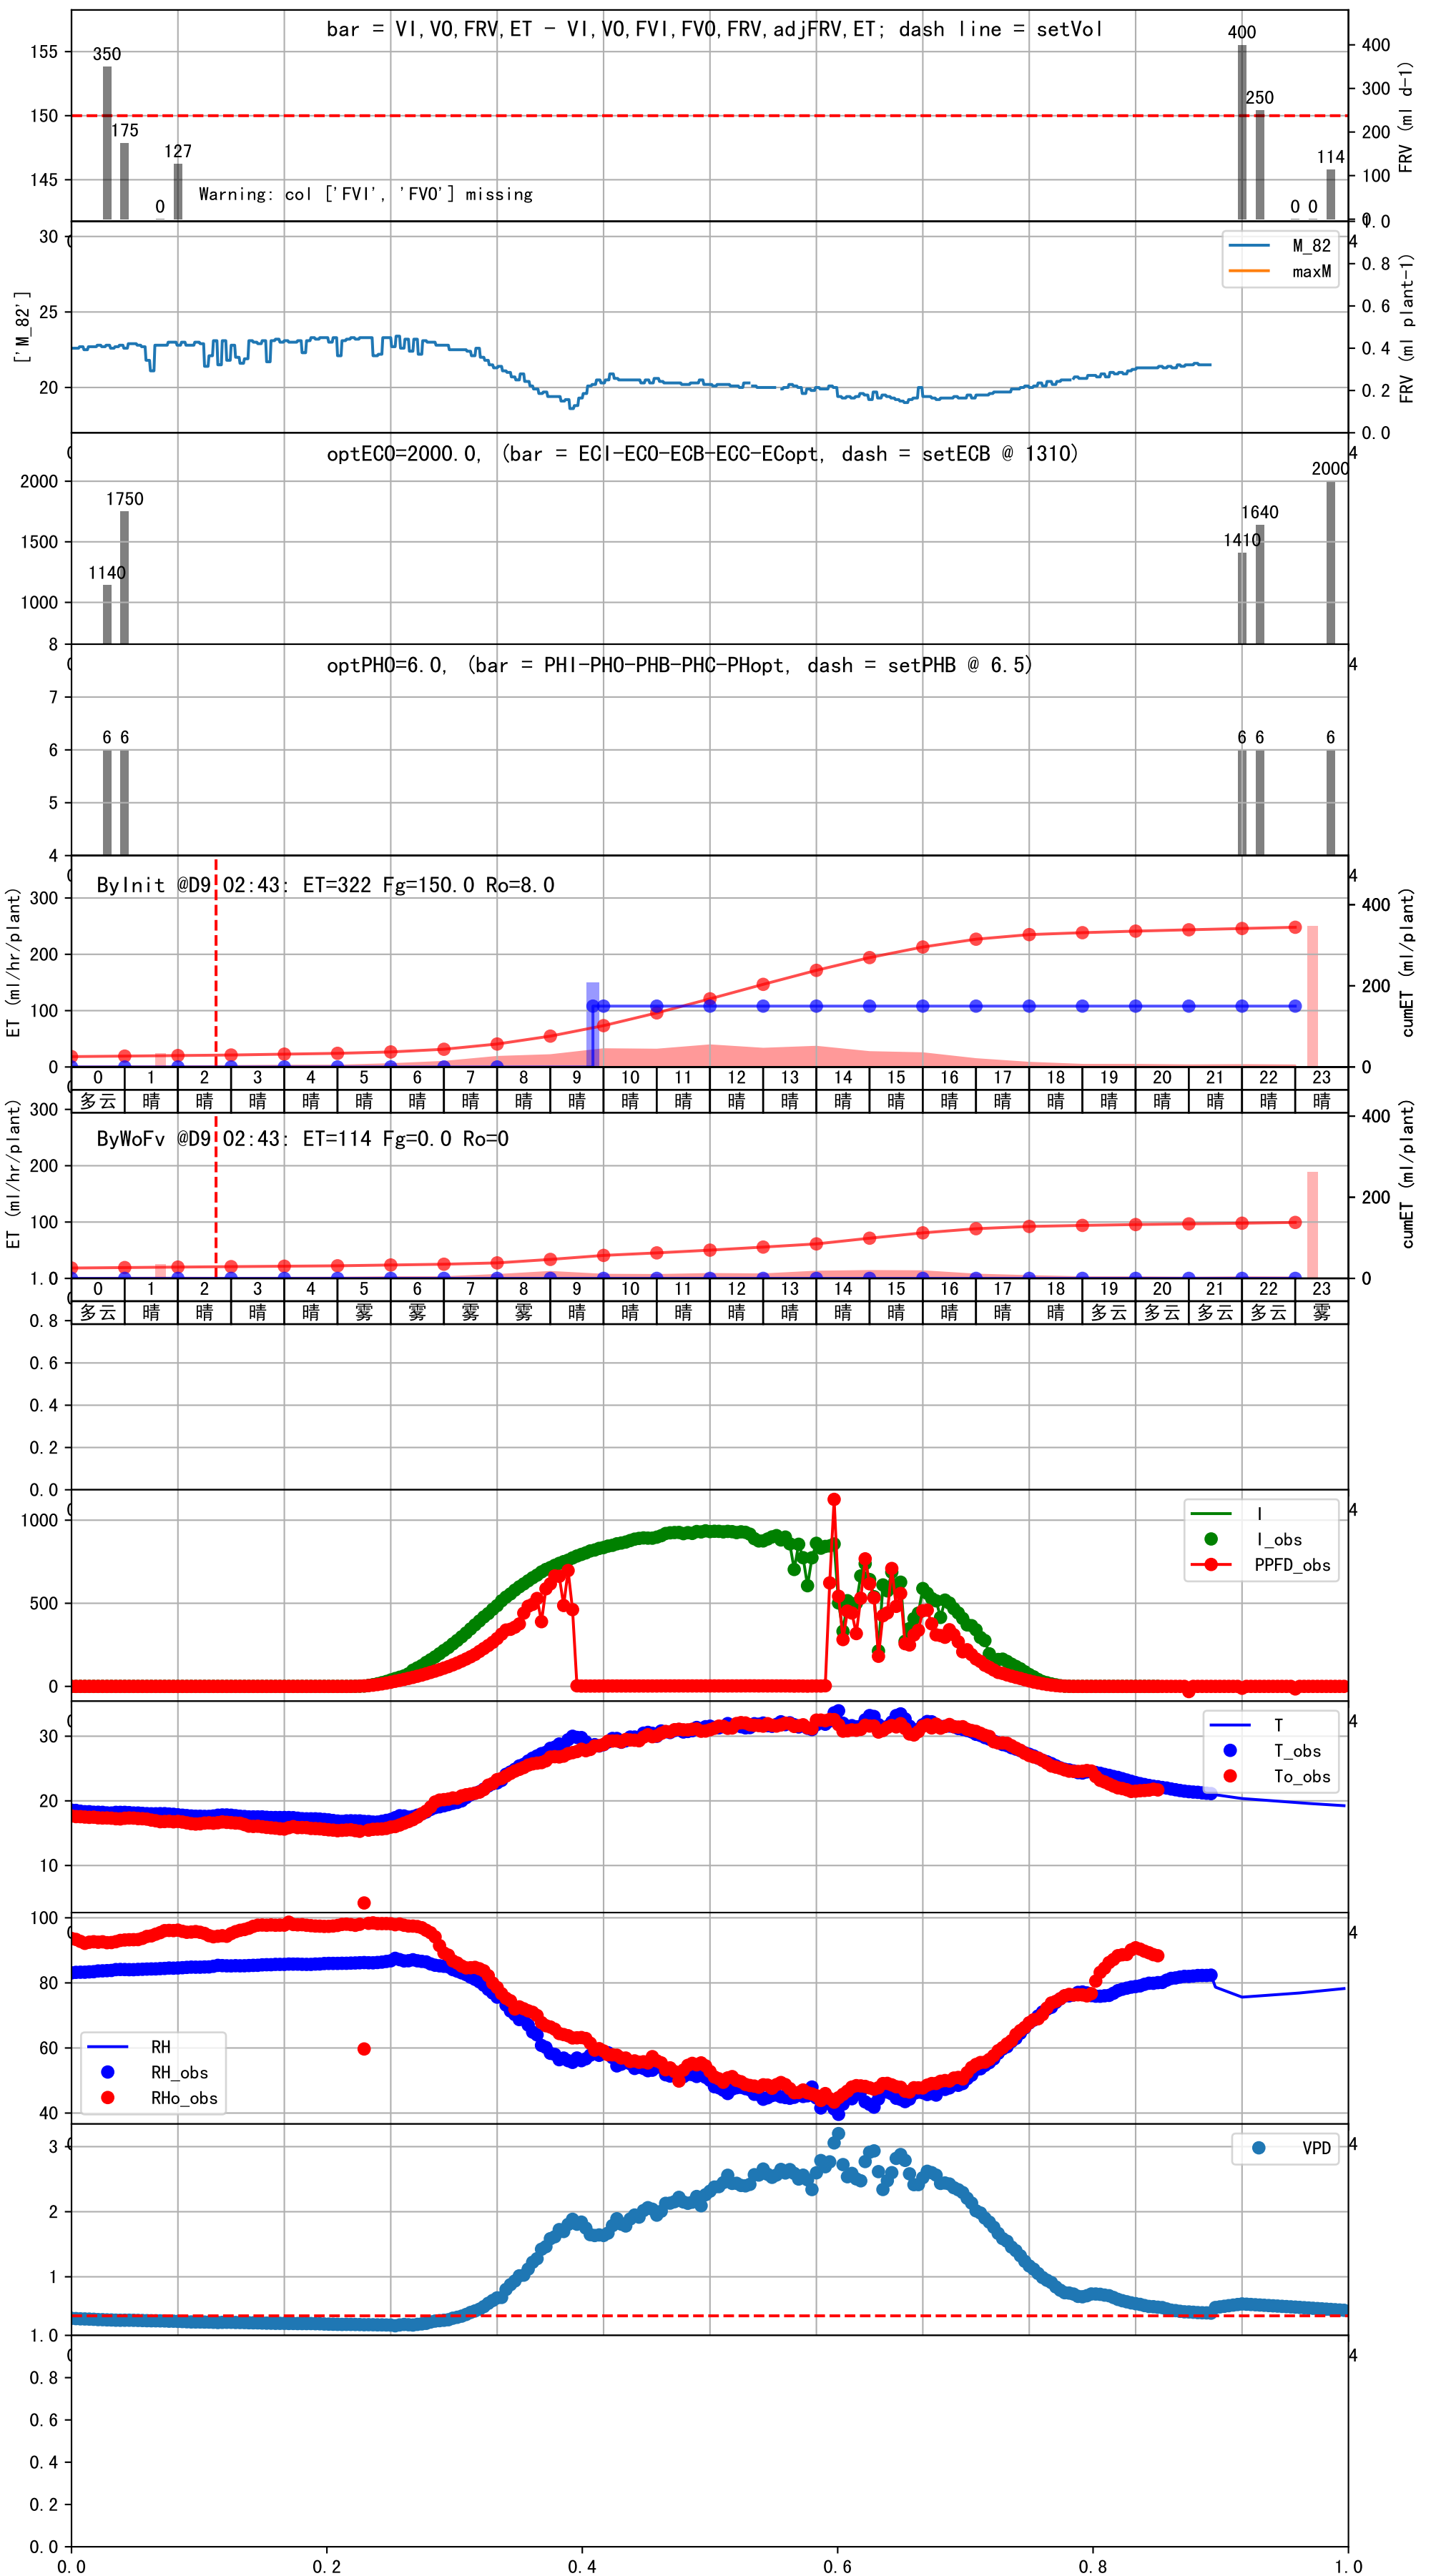 bar = VI,VO,FRV,ET - VI,VO,FVI,FVO,FRV,adjFRV,ET; dash line = setVol
155
150
145
350
175
0
127
Warning: col ['FVI', 'FVO'] missing
400
250
0 0
114
400
300
200
100
0
FRV (ml d-1)
30
25
20
['M_82']
M_82
maxM
1.0
0.8
0.6
0.4
0.2
0.0
FRV (ml plant-1)
4
optECO=2000.0, (bar = ECI-ECO-ECB-ECC-ECopt, dash = setECB @ 1310)
2000
1500
1000
1140
1750
1410
1640
2000
4
optPHO=6.0, (bar = PHI-PHO-PHB-PHC-PHopt, dash = setPHB @ 6.5)
8
7
6
5
4
6 6
6 6
6
4
ByInit @D9 02:43: ET=322 Fg=150.0 Ro=8.0
300
200
100
0
ET (ml/hr/plant)
400
200
0
cumET (ml/plant)
4
0 1 2 3 4 5 6 7 8 9 10 11 12 13 14 15 16 17 18 19 20 21 22 23
多云 晴 晴 晴 晴 晴 晴 晴 晴 晴 晴 晴 晴 晴 晴 晴 晴 晴 晴 晴 晴 晴 晴 晴
ByWoFv @D9 02:43: ET=114 Fg=0.0 Ro=0
300
200
100
ET (ml/hr/plant)
400
200
0
cumET (ml/plant)
0 1 2 3 4 5 6 7 8 9 10 11 12 13 14 15 16 17 18 19 20 21 22 23
多云 晴 晴 晴 晴 雾 雾 雾 雾 晴 晴 晴 晴 晴 晴 晴 晴 晴 晴 多云 多云 多云 多云 雾
1.0
0.8
0.6
0.4
0.2
0.0
4
1000
500
0
I
I_obs
PPFD_obs
4
30
20
10
T
T_obs
To_obs
4
100
80
60
40
RH
RH_obs
RHo_obs
4
3
2
1
VPD
4
1.0
0.8
0.6
0.4
0.2
0.0
0.0 0.2 0.4 0.6 0.8 1.0